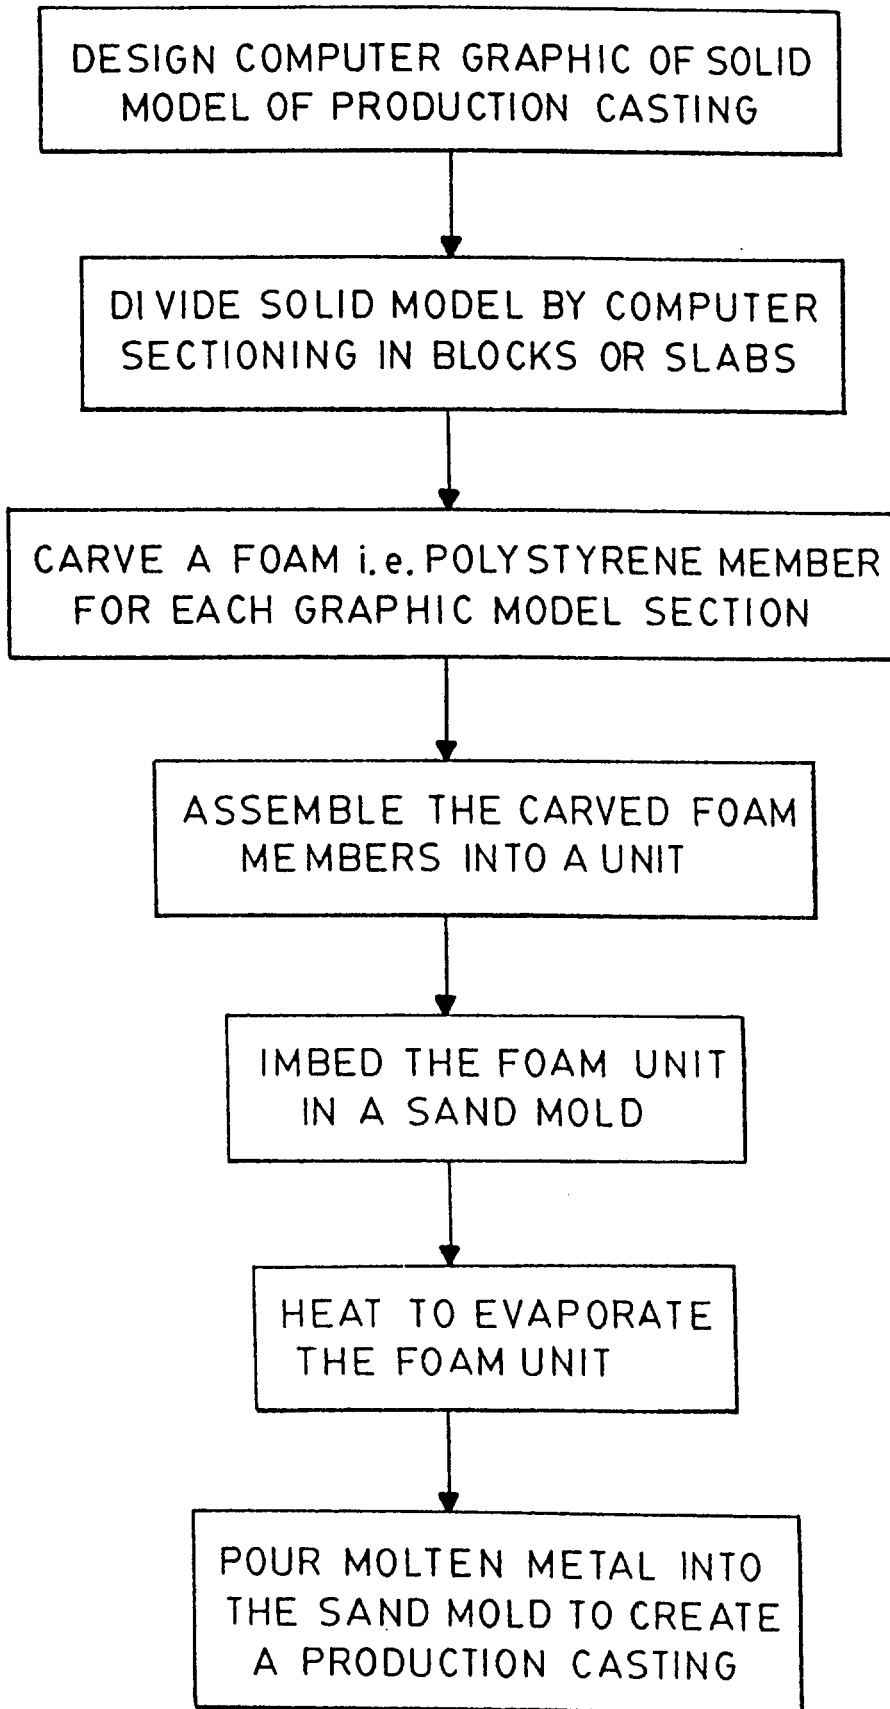 DESIGN COMPUTER GRAPHIC OF SOLID
MODEL OF PRODUCTION CASTING
DIVIDE SOLID MODEL BY COMPUTER
SECTIONING IN BLOCKS OR SLABS
CARVE A FOAM i.e. POLYSTYRENE MEMBER
FOR EACH GRAPHIC MODEL SECTION
ASSEMBLE THE CARVED FOAM
MEMBERS INTO A UNIT
IMBED THE FOAM UNIT
IN A SAND MOLD
HEAT TO EVAPORATE
THE FOAM UNIT
POUR MOLTEN METAL INTO
THE SAND MOLD TO CREATE
A PRODUCTION CASTING